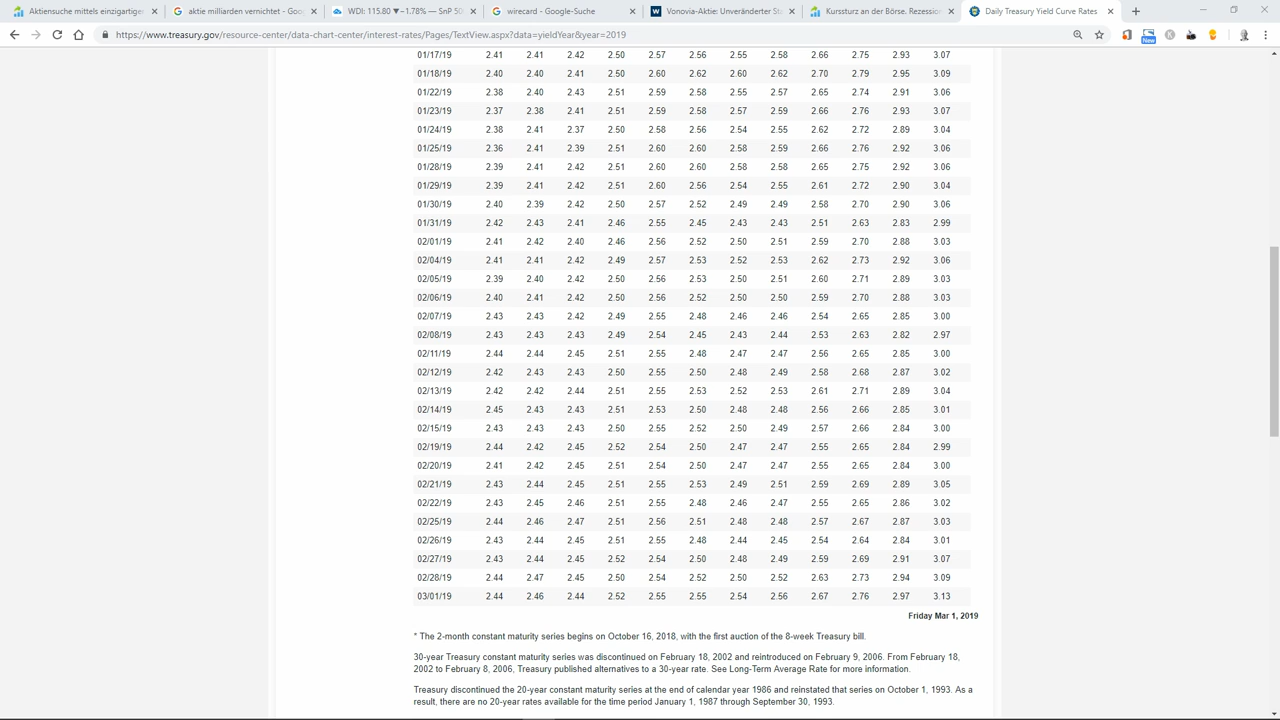 Aktiensuche mittels einzigartiger
aktie milliarden vernichtet - Goo
WDI: 115.80 ▼−1.78% — SnP 50
wirecard - Google-Suche
Vonovia-Aktie: Unveränderter St
Kurssturz an der Börse. Rezession
Daily Treasury Yield Curve Rates
https://www.treasury.gov/resource-center/data-chart-center/interest-rates/Pages/TextView.aspx?data=yieldYear&year=2019
New
01/17/19 2.41 2.41 2.42 2.50 2.57 2.56 2.55 2.58 2.66 2.75 2.93 3.07
01/18/19 2.40 2.40 2.41 2.50 2.60 2.62 2.60 2.62 2.70 2.79 2.95 3.09
01/22/19 2.38 2.40 2.43 2.51 2.59 2.58 2.55 2.57 2.65 2.74 2.91 3.06
01/23/19 2.37 2.38 2.41 2.51 2.59 2.58 2.57 2.59 2.66 2.76 2.93 3.07
01/24/19 2.38 2.41 2.37 2.50 2.58 2.56 2.54 2.55 2.62 2.72 2.89 3.04
01/25/19 2.36 2.41 2.39 2.51 2.60 2.60 2.58 2.59 2.66 2.76 2.92 3.06
01/28/19 2.39 2.41 2.42 2.51 2.60 2.60 2.58 2.58 2.65 2.75 2.92 3.06
01/29/19 2.39 2.41 2.42 2.51 2.60 2.56 2.54 2.55 2.61 2.72 2.90 3.04
01/30/19 2.40 2.39 2.42 2.50 2.57 2.52 2.49 2.49 2.58 2.70 2.90 3.06
01/31/19 2.42 2.43 2.41 2.46 2.55 2.45 2.43 2.43 2.51 2.63 2.83 2.99
02/01/19 2.41 2.42 2.40 2.46 2.56 2.52 2.50 2.51 2.59 2.70 2.88 3.03
02/04/19 2.41 2.41 2.42 2.49 2.57 2.53 2.52 2.53 2.62 2.73 2.92 3.06
02/05/19 2.39 2.40 2.42 2.50 2.56 2.53 2.50 2.51 2.60 2.71 2.89 3.03
02/06/19 2.40 2.41 2.42 2.50 2.56 2.52 2.50 2.50 2.59 2.70 2.88 3.03
02/07/19 2.43 2.43 2.42 2.49 2.55 2.48 2.46 2.46 2.54 2.65 2.85 3.00
02/08/19 2.43 2.43 2.43 2.49 2.54 2.45 2.43 2.44 2.53 2.63 2.82 2.97
02/11/19 2.44 2.44 2.45 2.51 2.55 2.48 2.47 2.47 2.56 2.65 2.85 3.00
02/12/19 2.42 2.43 2.43 2.50 2.55 2.50 2.48 2.49 2.58 2.68 2.87 3.02
02/13/19 2.42 2.42 2.44 2.51 2.55 2.53 2.52 2.53 2.61 2.71 2.89 3.04
02/14/19 2.45 2.43 2.43 2.51 2.53 2.50 2.48 2.48 2.56 2.66 2.85 3.01
02/15/19 2.43 2.43 2.43 2.50 2.55 2.52 2.50 2.49 2.57 2.66 2.84 3.00
02/19/19 2.44 2.42 2.45 2.52 2.54 2.50 2.47 2.47 2.55 2.65 2.84 2.99
02/20/19 2.41 2.42 2.45 2.51 2.54 2.50 2.47 2.47 2.55 2.65 2.84 3.00
02/21/19 2.43 2.44 2.45 2.51 2.55 2.53 2.49 2.51 2.59 2.69 2.89 3.05
02/22/19 2.43 2.45 2.46 2.51 2.55 2.48 2.46 2.47 2.55 2.65 2.86 3.02
02/25/19 2.44 2.46 2.47 2.51 2.56 2.51 2.48 2.48 2.57 2.67 2.87 3.03
02/26/19 2.43 2.44 2.45 2.51 2.55 2.48 2.44 2.45 2.54 2.64 2.84 3.01
02/27/19 2.43 2.44 2.45 2.52 2.54 2.50 2.48 2.49 2.59 2.69 2.91 3.07
02/28/19 2.44 2.47 2.45 2.50 2.54 2.52 2.50 2.52 2.63 2.73 2.94 3.09
03/01/19 2.44 2.46 2.44 2.52 2.55 2.55 2.54 2.56 2.67 2.76 2.97 3.13
Friday Mar 1, 2019
* The 2-month constant maturity series begins on October 16, 2018, with the first auction of the 8-week Treasury bill.
30-year Treasury constant maturity series was discontinued on February 18, 2002 and reintroduced on February 9, 2006. From February 18,
2002 to February 8, 2006, Treasury published alternatives to a 30-year rate. See Long-Term Average Rate for more information.
Treasury discontinued the 20-year constant maturity series at the end of calendar year 1986 and reinstated that series on October 1, 1993. As a
result, there are no 20-year rates available for the time period January 1, 1987 through September 30, 1993.